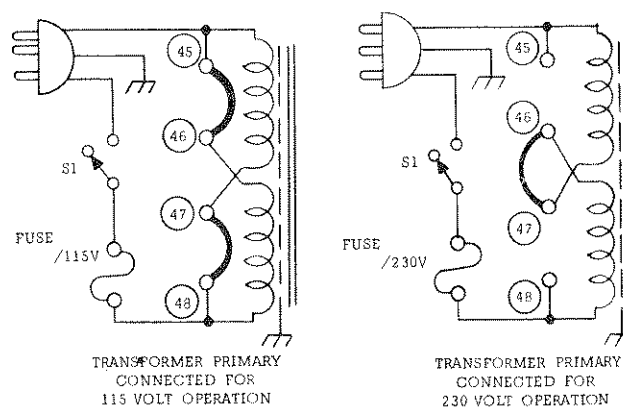 45
46
S1
47
FUSE
/115V
48
TRANSFORMER PRIMARY
CONNECTED FOR
115 VOLT OPERATION
45
46
S1
47
FUSE
/230V
48
TRANSFORMER PRIMARY
CONNECTED FOR
230 VOLT OPERATION